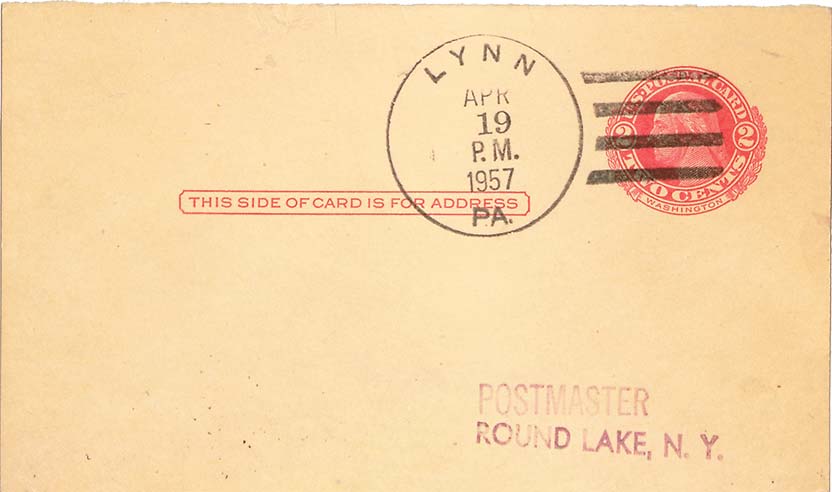 LYNN
APR
19
P.M.
1957
PA.
U.S. POSTAL CARD
2 2
TWO CENTS
WASHINGTON
THIS SIDE OF CARD IS FOR ADDRESS
POSTMASTER
ROUND LAKE, N. Y.